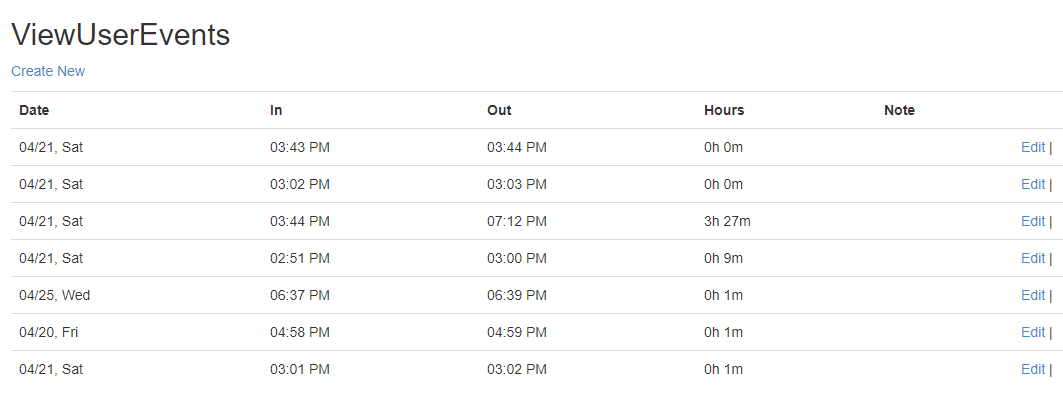 ViewUserEvents
Create New
Date In Out Hours Note
04/21, Sat 03:43 PM 03:44 PM 0h 0m Edit |
04/21, Sat 03:02 PM 03:03 PM 0h 0m Edit |
04/21, Sat 03:44 PM 07:12 PM 3h 27m Edit |
04/21, Sat 02:51 PM 03:00 PM 0h 9m Edit |
04/25, Wed 06:37 PM 06:39 PM 0h 1m Edit |
04/20, Fri 04:58 PM 04:59 PM 0h 1m Edit |
04/21, Sat 03:01 PM 03:02 PM 0h 1m Edit |